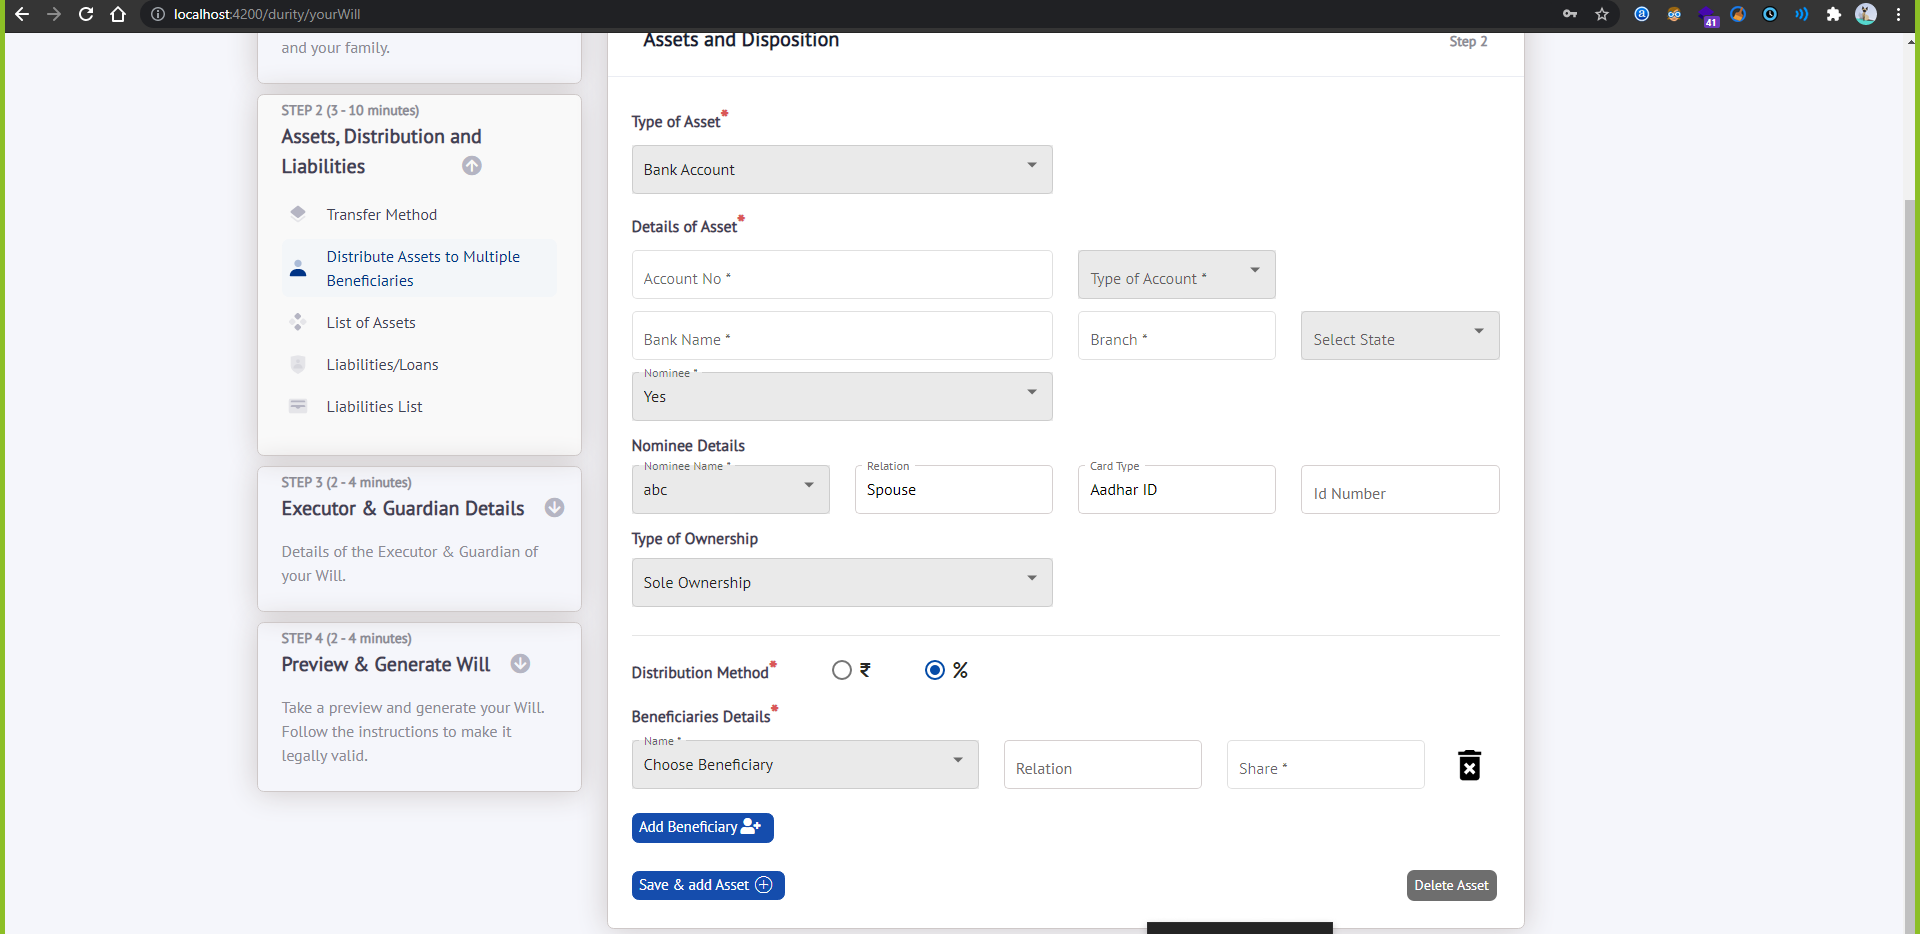 localhost:4200/durity/yourWill
41
and your family.
STEP 2 (3 - 10 minutes)
Assets, Distribution and
Liabilities
Transfer Method
Distribute Assets to Multiple
Beneficiaries
List of Assets
Liabilities/Loans
Liabilities List
STEP 3 (2 - 4 minutes)
Executor & Guardian Details
Details of the Executor & Guardian of
your Will.
STEP 4 (2 - 4 minutes)
Preview & Generate Will
Take a preview and generate your Will.
Follow the instructions to make it
legally valid.
Assets and Disposition
Step 2
Type of Asset*
Bank Account
Details of Asset*
Account No *
Type of Account *
Bank Name *
Branch *
Select State
Nominee *
Yes
Nominee Details
Nominee Name *
abc
Relation
Spouse
Card Type
Aadhar ID
Id Number
Type of Ownership
Sole Ownership
Distribution Method*
₹
%
Beneficiaries Details*
Name *
Choose Beneficiary
Relation
Share *
Add Beneficiary
Save & add Asset
Delete Asset